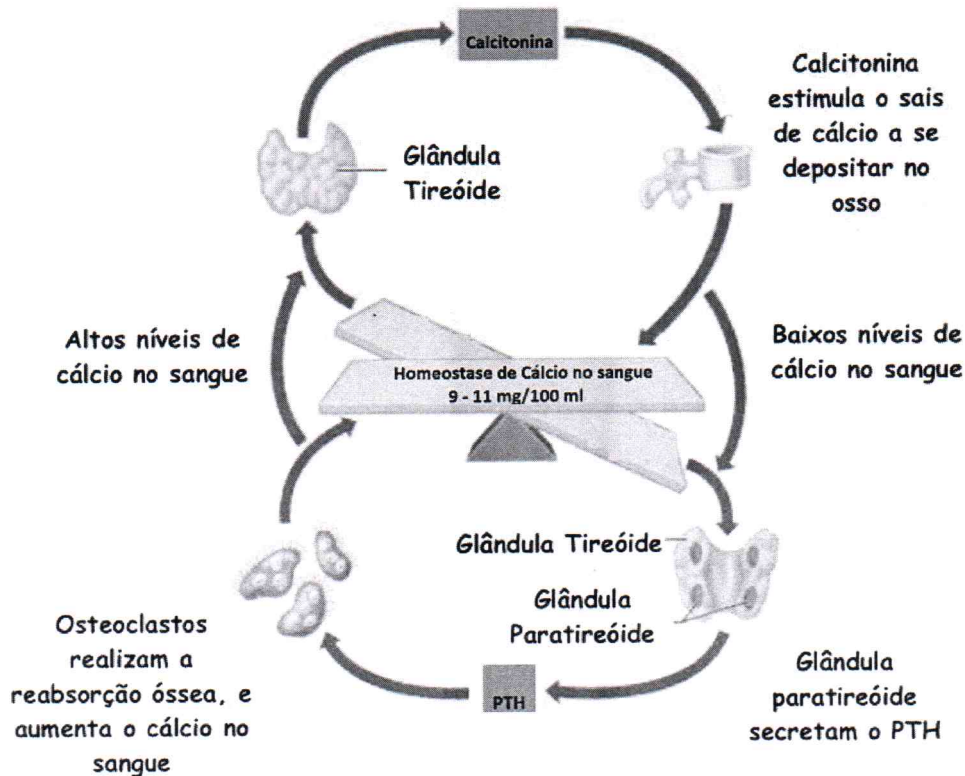 Calcitonina
Calcitonina
estimula o sais
de cálcio a se
depositar no
osso
Glândula
Tireóide
Altos níveis de
cálcio no sangue
Homeostase de Cálcio no sangue
9 - 11 mg/100 ml
Baixos níveis de
cálcio no sangue
Glândula Tireóide
Glândula
Paratireóide
Osteoclastos
realizam a
reabsorção óssea, e
aumenta o cálcio no
sangue
PTH
Glândula
paratireóide
secretam o PTH